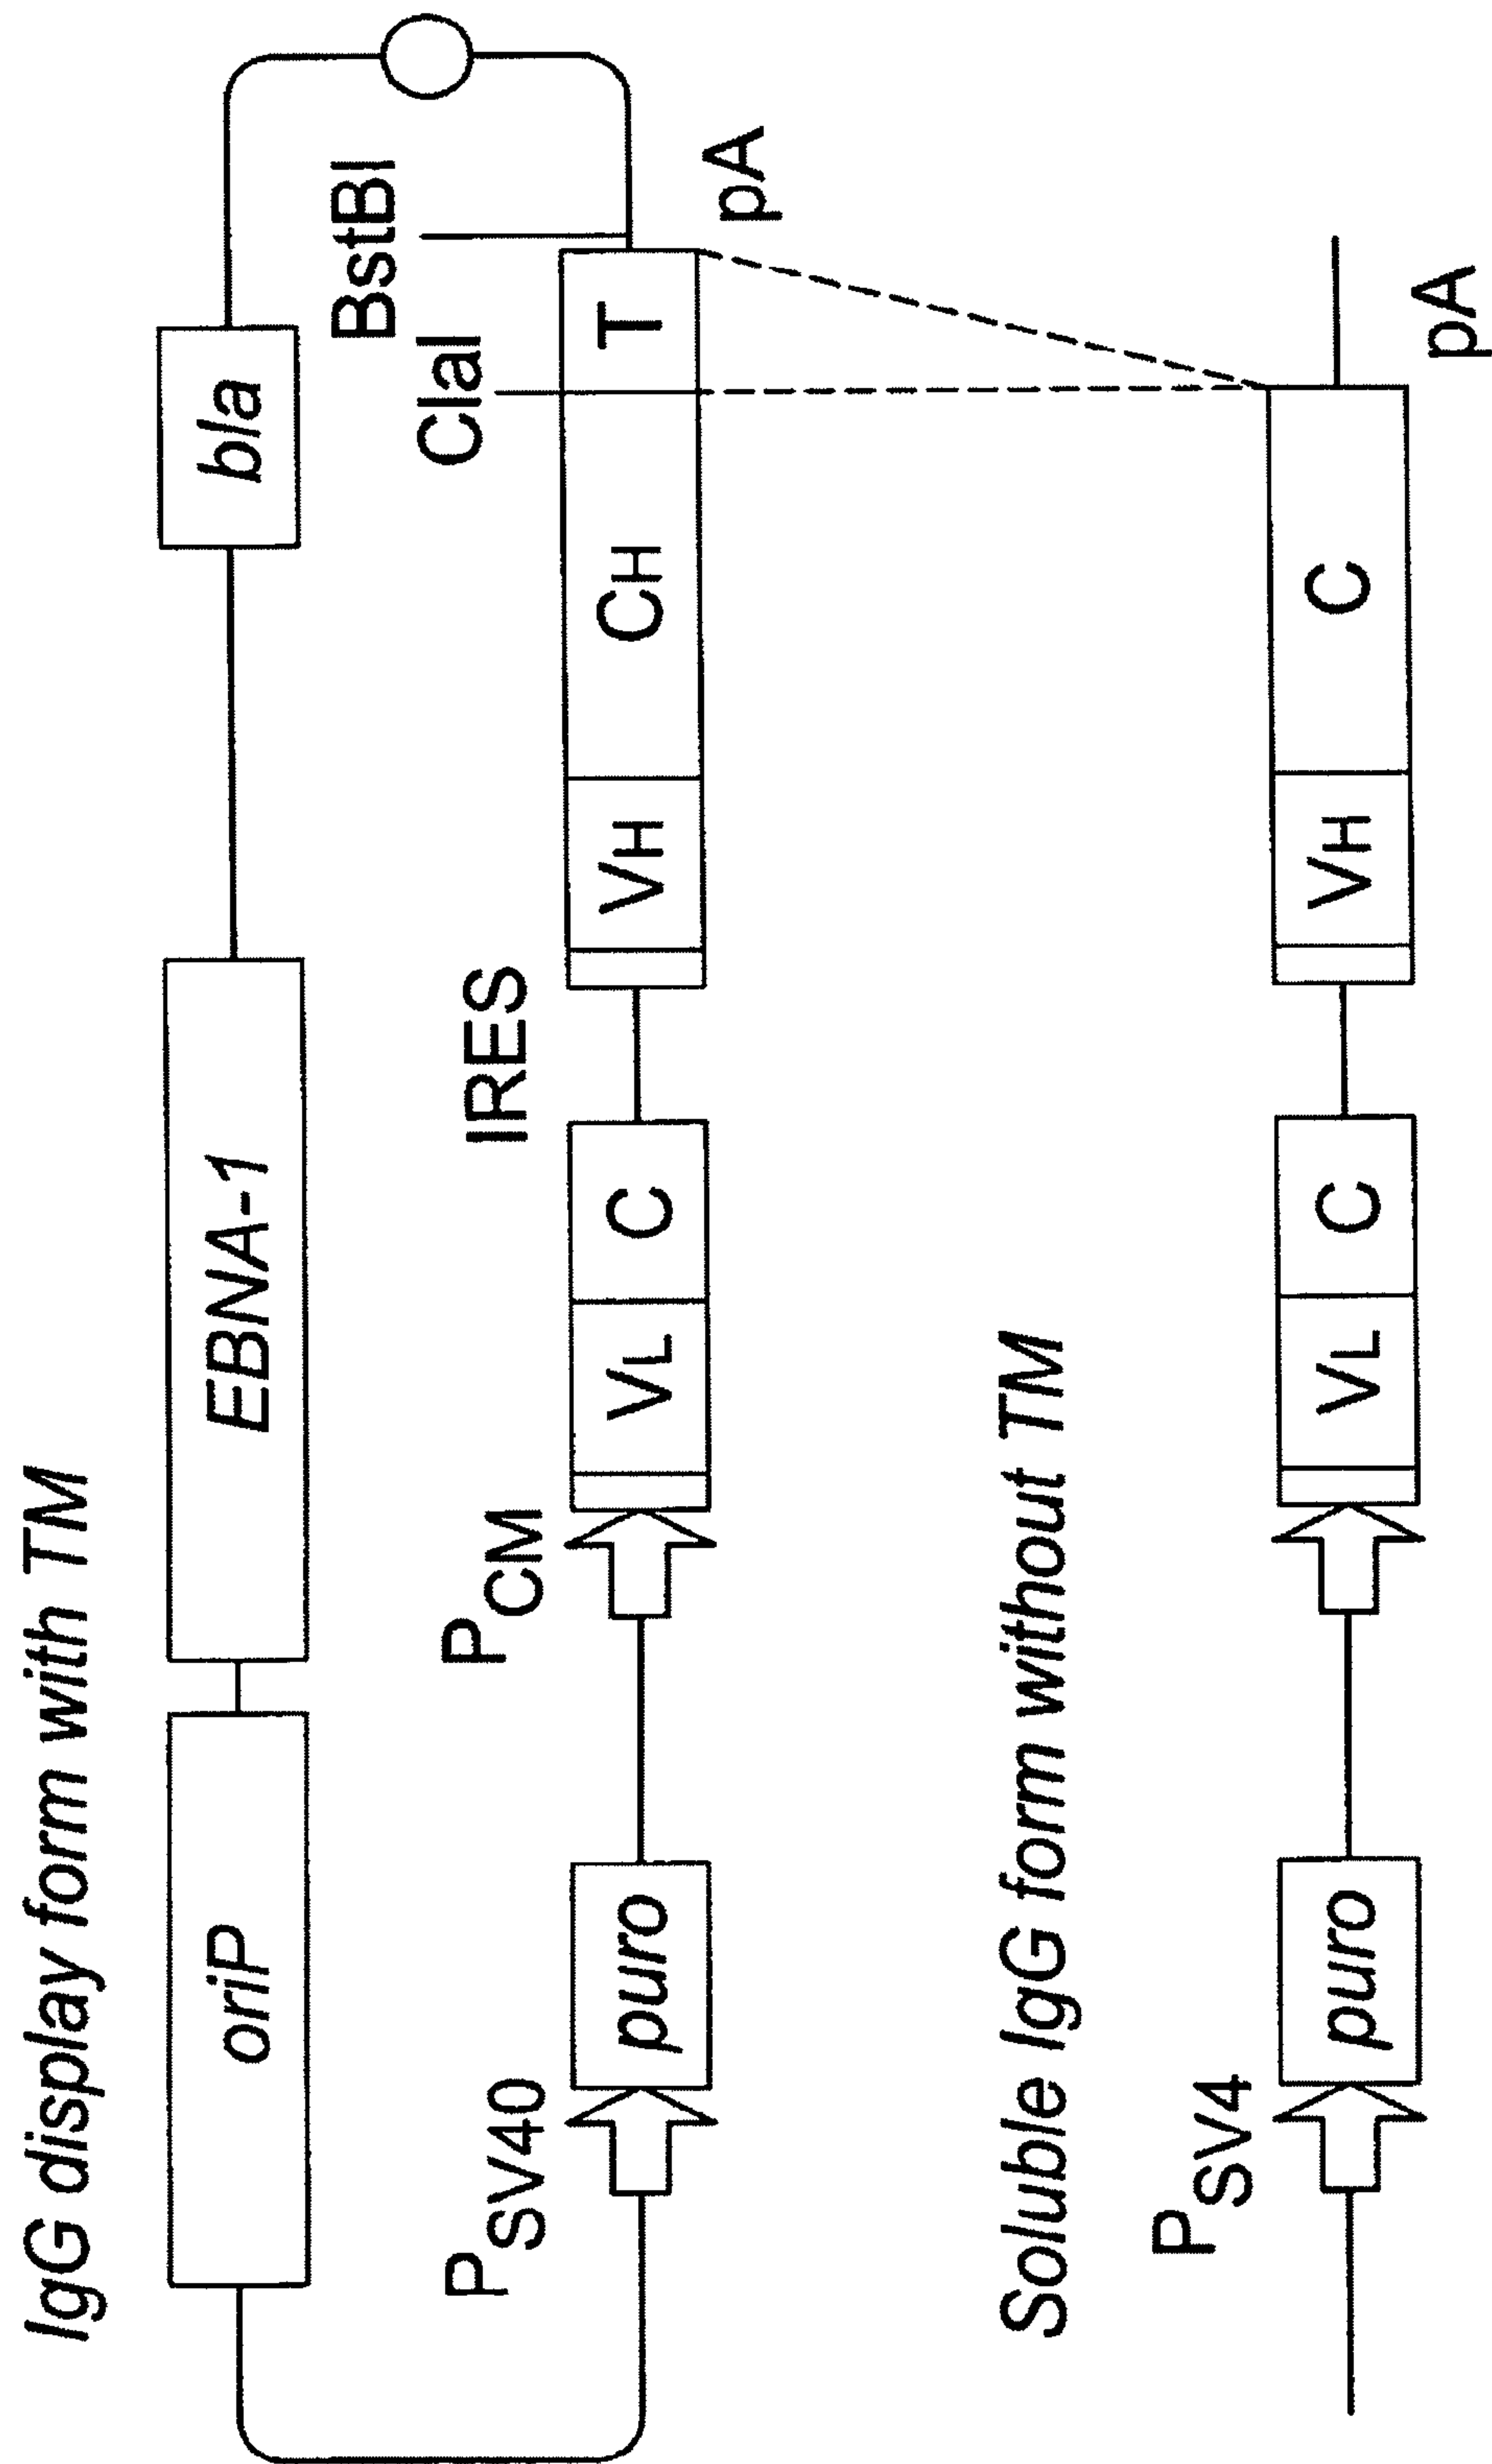 IgG display form with TM
oriP
EBNA-1
bla
BstBI
ClaI
PSV40
PCM
IRES
puro
VL
C
VH
CH
T
pA
Soluble IgG form without TM
PSV4
puro
VL
C
VH
C
pA